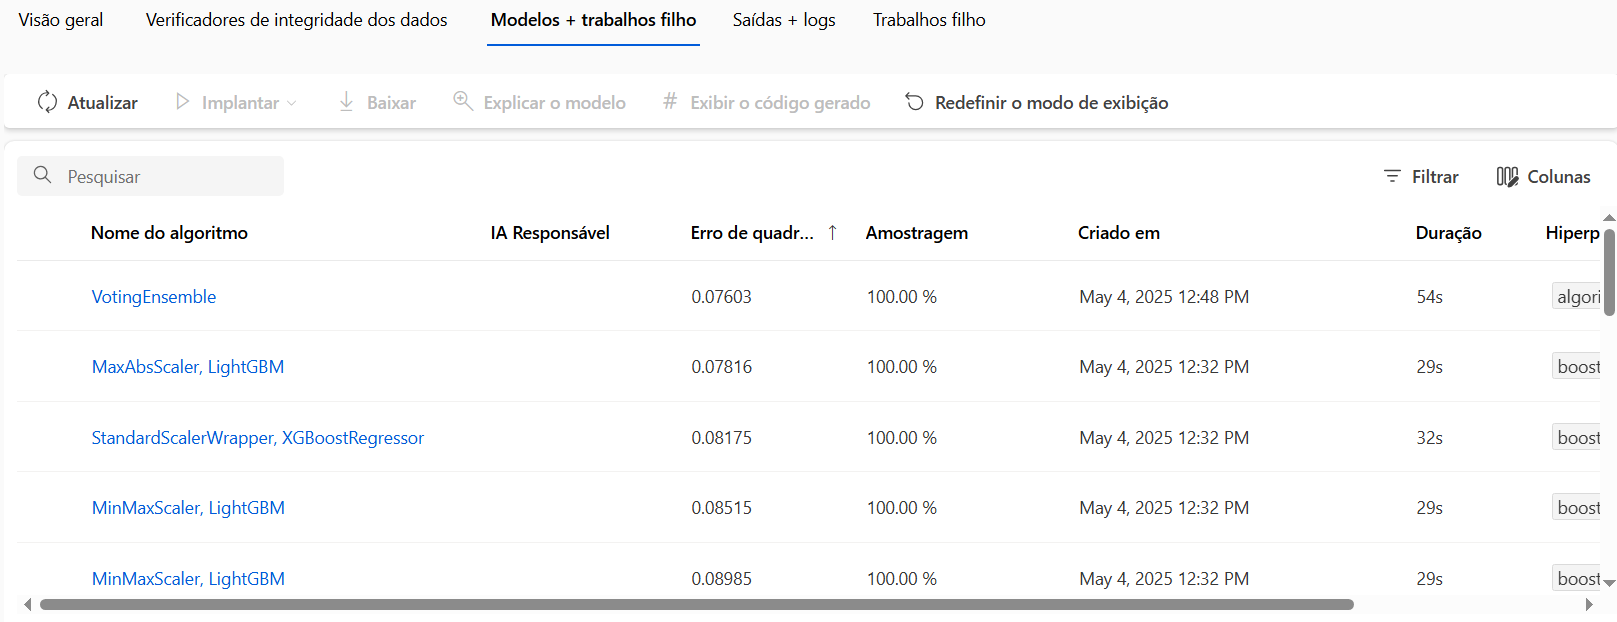 Visão geral Verificadores de integridade dos dados Modelos + trabalhos filho Saídas + logs Trabalhos filho
Atualizar Implantar Baixar Explicar o modelo # Exibir o código gerado Redefinir o modo de exibição
Pesquisar Filtrar Colunas
Nome do algoritmo IA Responsável Erro de quadr... ↑ Amostragem Criado em Duração Hiperp
VotingEnsemble 0.07603 100.00 % May 4, 2025 12:48 PM 54s algori
MaxAbsScaler, LightGBM 0.07816 100.00 % May 4, 2025 12:32 PM 29s boost
StandardScalerWrapper, XGBoostRegressor 0.08175 100.00 % May 4, 2025 12:32 PM 32s boost
MinMaxScaler, LightGBM 0.08515 100.00 % May 4, 2025 12:32 PM 29s boost
MinMaxScaler, LightGBM 0.08985 100.00 % May 4, 2025 12:32 PM 29s boost